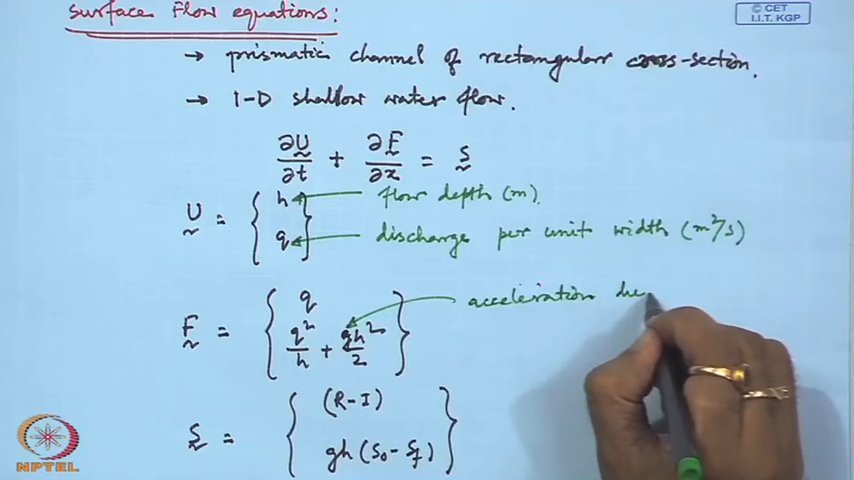 © CET
I.I.T. KGP
Surface Flow equations:
→ prismatic channel of rectangular cross-section.
→ 1-D shallow water flow.
∂U/∂t + ∂F/∂x = S
U = { h ← flow depth (m).
q } ← discharge per unit width (m²/s)
F = { q
q²/h + gh²/2 } ← acceleration due
S = { (R-I)
gh(S₀ - S_f) }
NPTEL